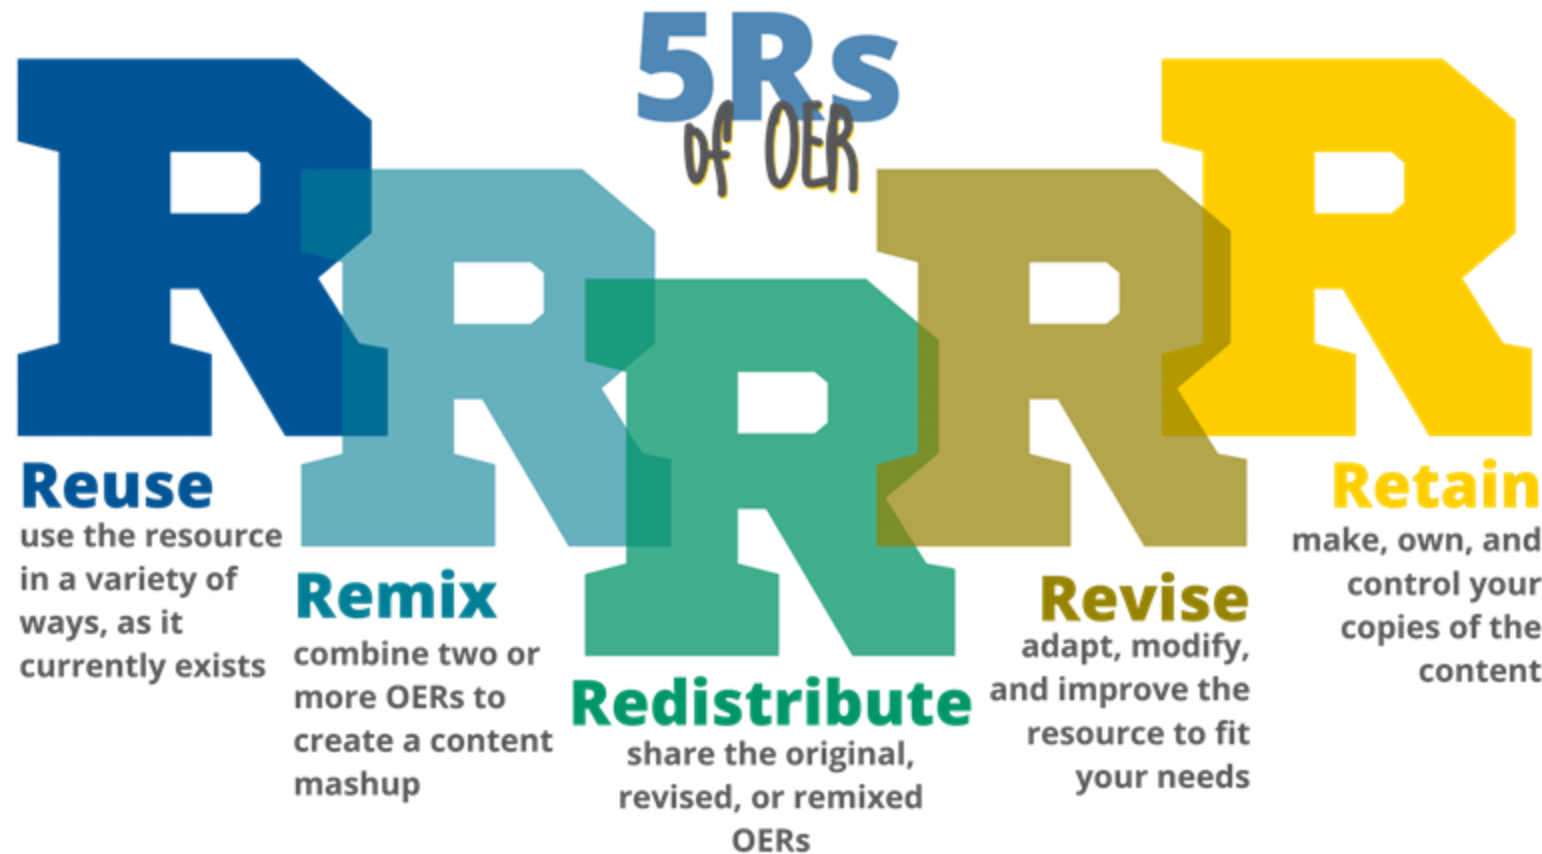 5Rs
of OER
R
R
R
R
R
Reuse
use the resource
in a variety of
ways, as it
currently exists
Remix
combine two or
more OERs to
create a content
mashup
Redistribute
share the original,
revised, or remixed
OERs
Revise
adapt, modify,
and improve the
resource to fit
your needs
Retain
make, own, and
control your
copies of the
content